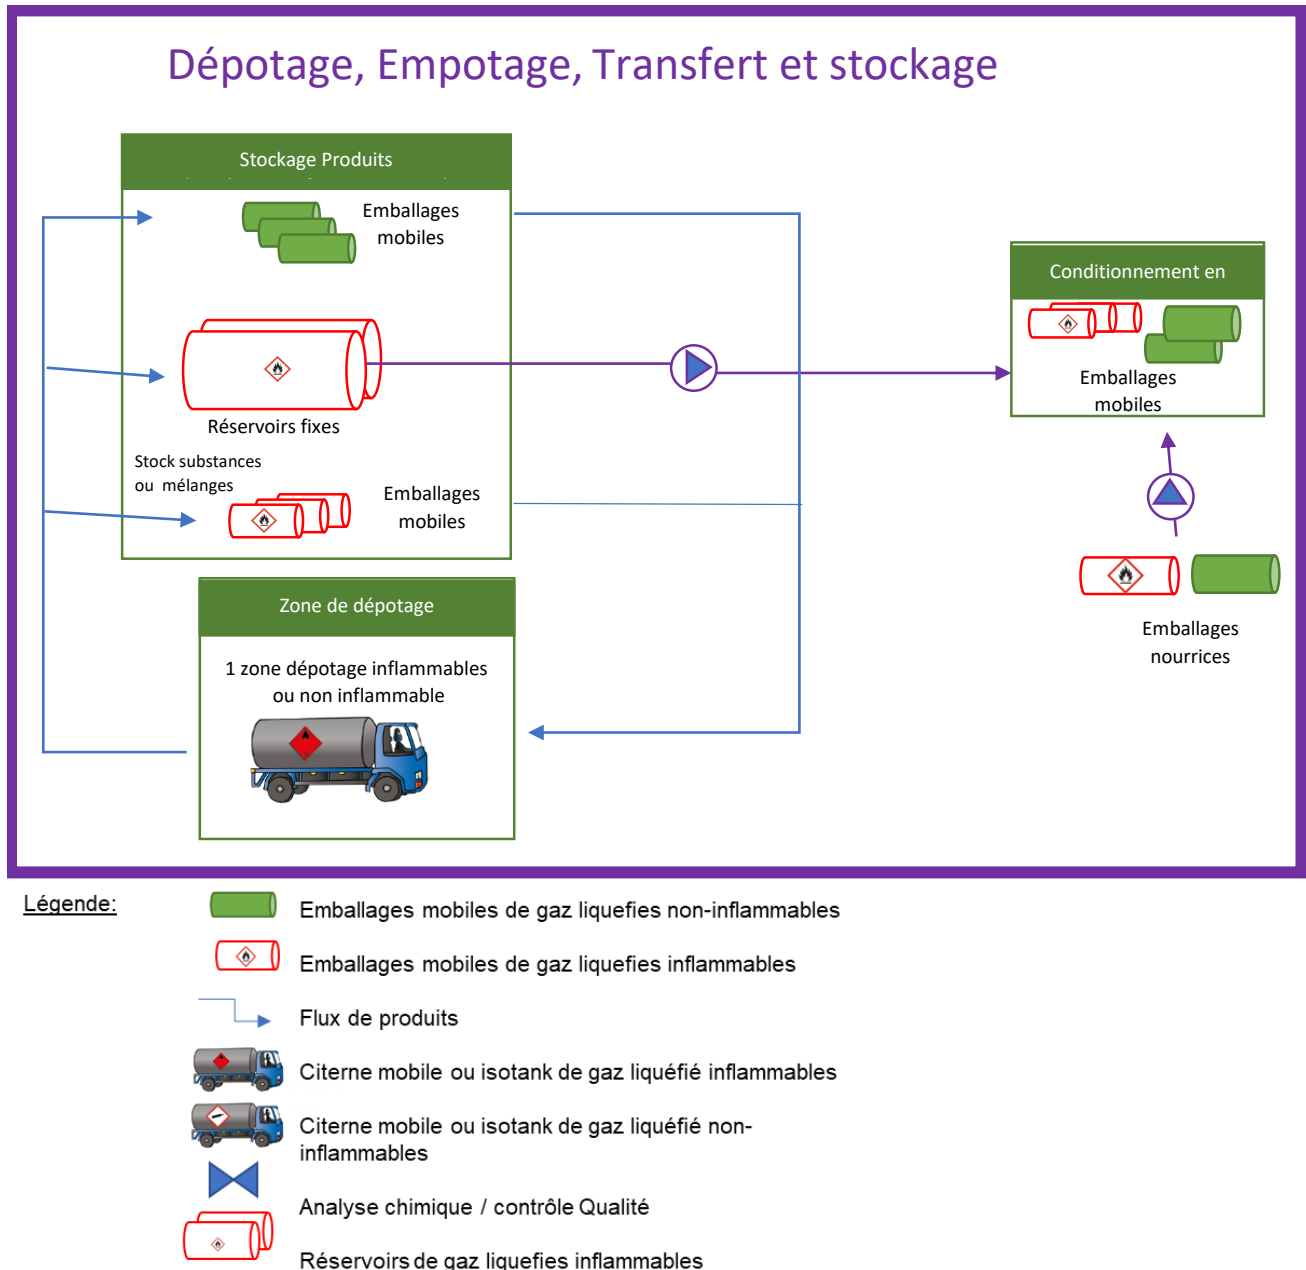 Dépotage, Empotage, Transfert et stockage
Stockage Produits
Emballages
mobiles
Réservoirs fixes
Stock substances
ou mélanges
Emballages
mobiles
Conditionnement en
Emballages
mobiles
Emballages
nourrices
Zone de dépotage
1 zone dépotage inflammables
ou non inflammable
Légende:
Emballages mobiles de gaz liquefies non-inflammables
Emballages mobiles de gaz liquefies inflammables
Flux de produits
Citerne mobile ou isotank de gaz liquéfié inflammables
Citerne mobile ou isotank de gaz liquéfié non-
inflammables
Analyse chimique / contrôle Qualité
Réservoirs de gaz liquefies inflammables